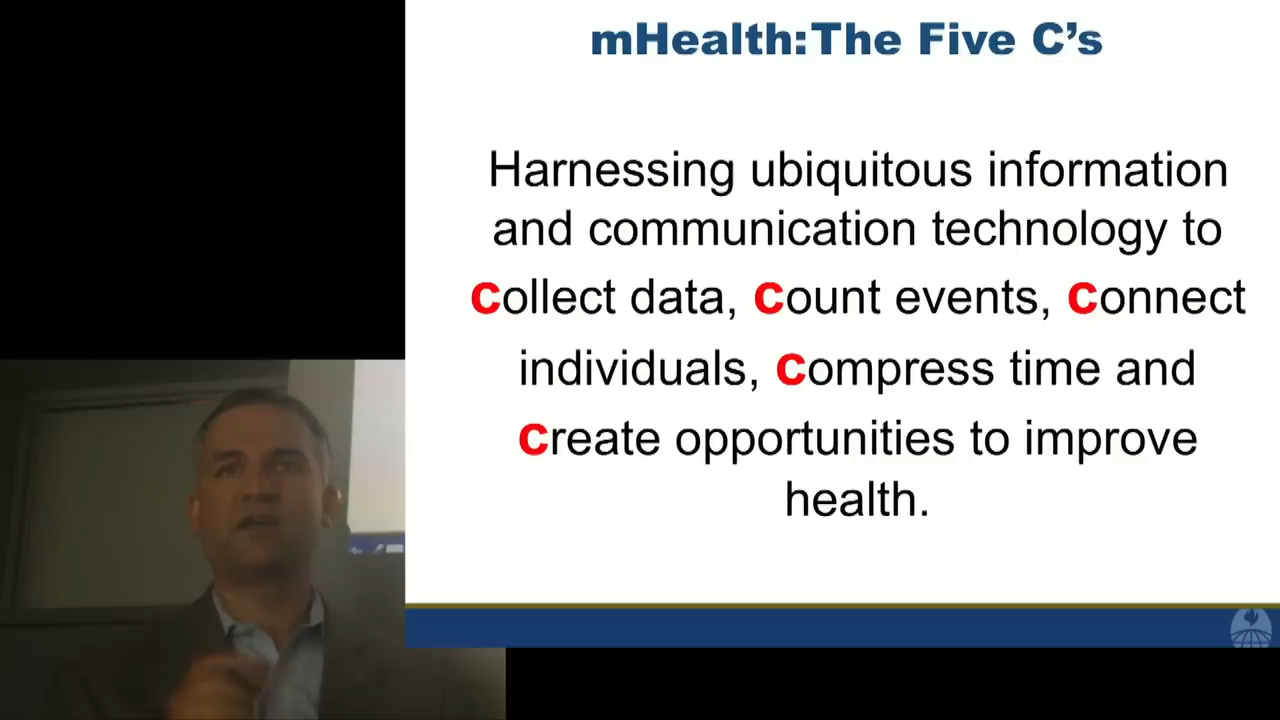 mHealth:The Five C's
Harnessing ubiquitous information
and communication technology to
collect data, count events, connect
individuals, compress time and
create opportunities to improve
health.